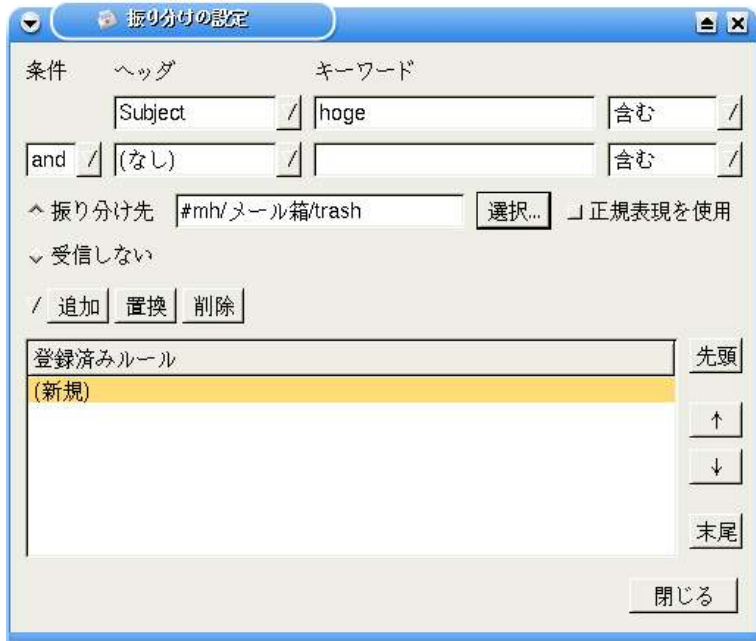 振り分けの設定
条件 ヘッダ キーワード
Subject hoge 含む
and (なし) 含む
振り分け先 #mh/メール箱/trash 選択... 正規表現を使用
受信しない
追加 置換 削除
登録済みルール 先頭
(新規)
↑
↓
末尾
閉じる